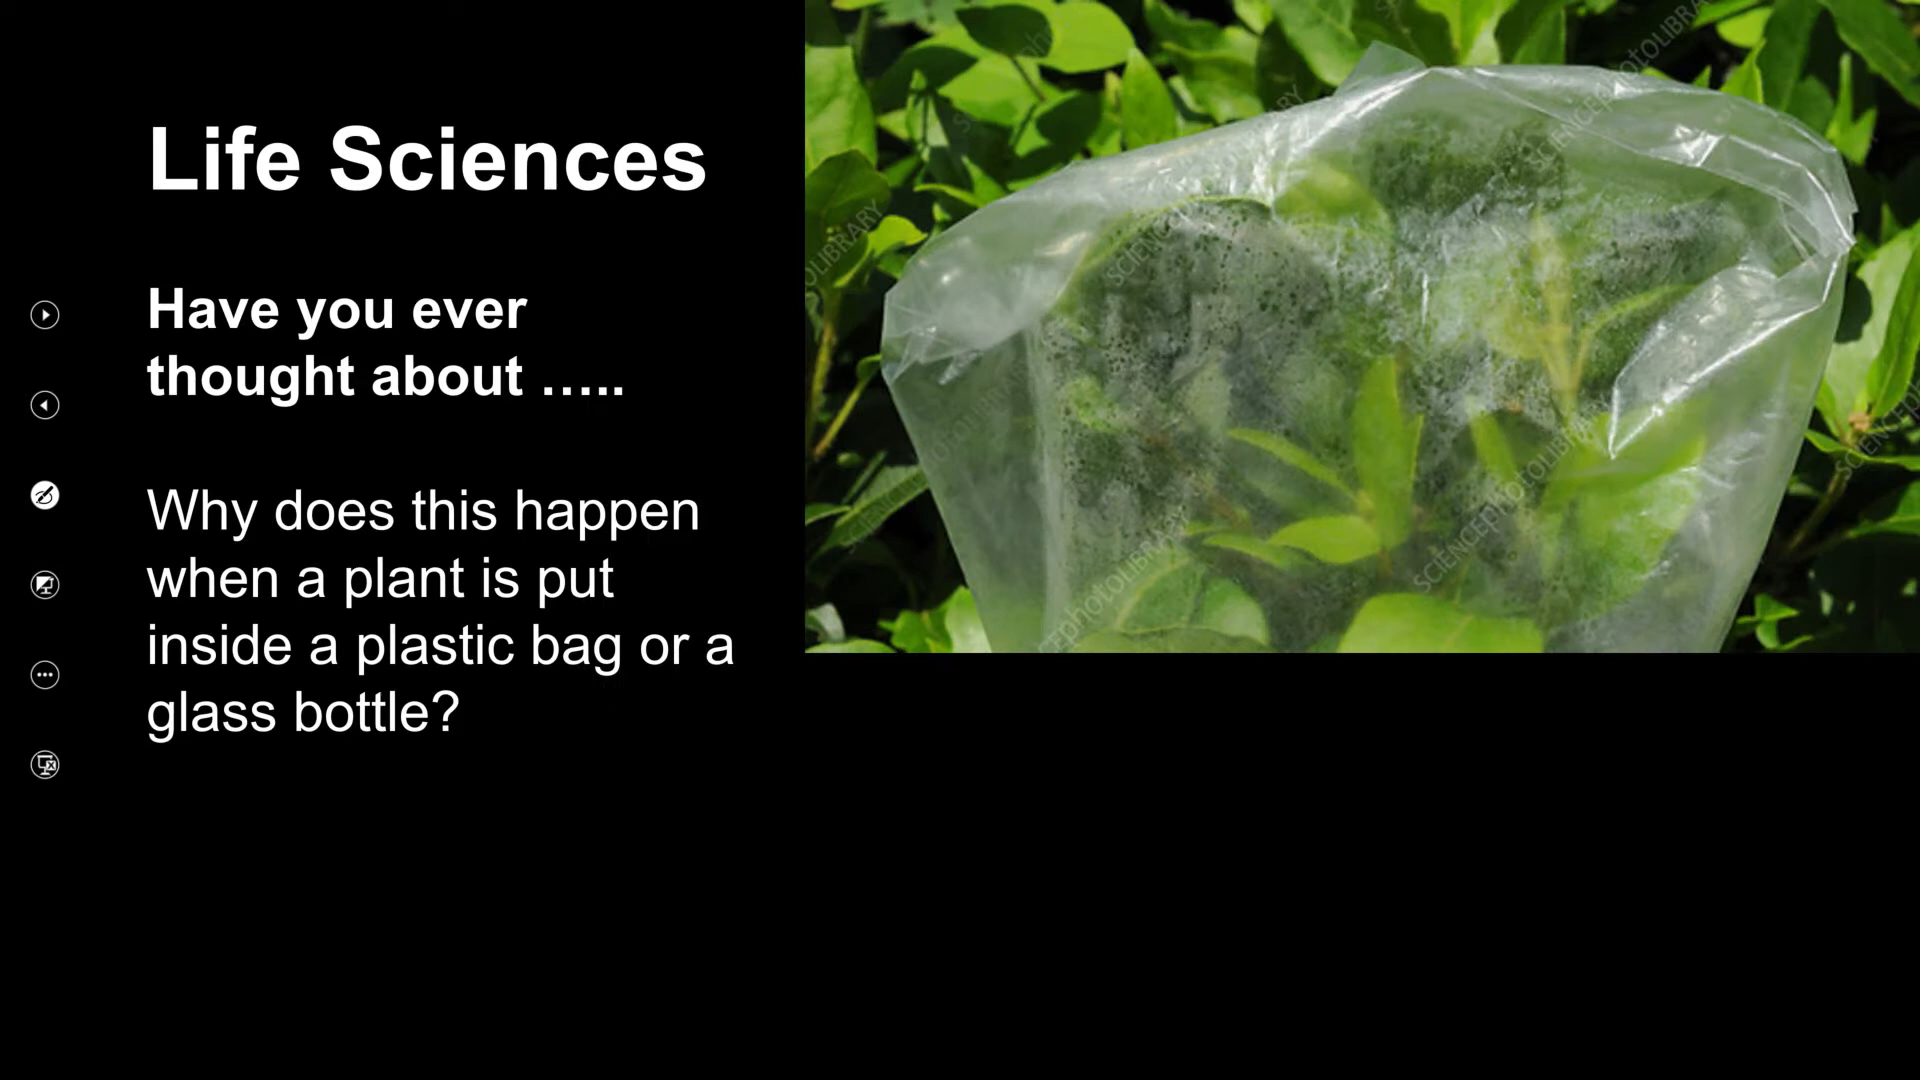 Life Sciences
Have you ever
thought about …..
Why does this happen
when a plant is put
inside a plastic bag or a
glass bottle?
SCIENCEPHOTOLIBRARY